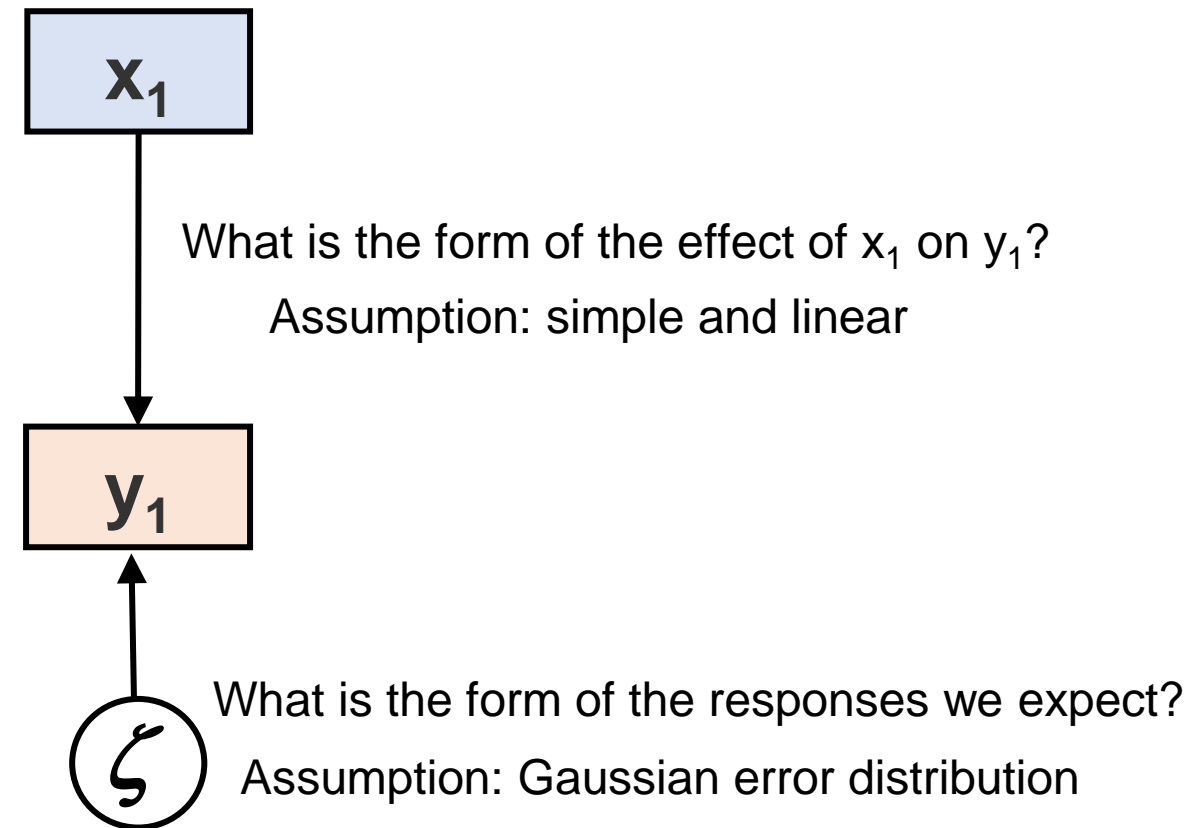 x₁
What is the form of the effect of x₁ on y₁?
Assumption: simple and linear
y₁
What is the form of the responses we expect?
ζ
Assumption: Gaussian error distribution